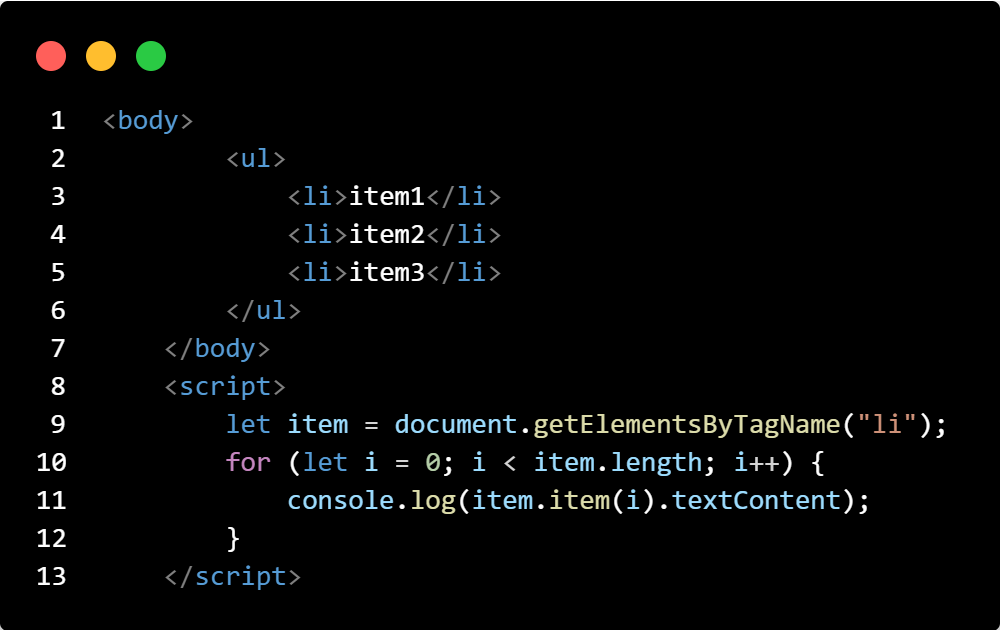 1 <body>
2 <ul>
3 <li>item1</li>
4 <li>item2</li>
5 <li>item3</li>
6 </ul>
7 </body>
8 <script>
9 let item = document.getElementsByTagName("li");
10 for (let i = 0; i < item.length; i++) {
11 console.log(item.item(i).textContent);
12 }
13 </script>